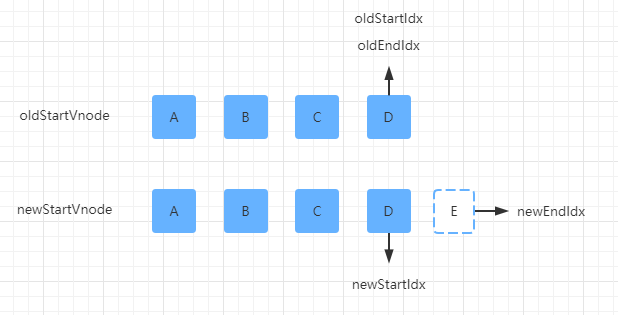 oldStartIdx
oldEndIdx
oldStartVnode A B C D
newStartVnode A B C D E newEndIdx
newStartIdx